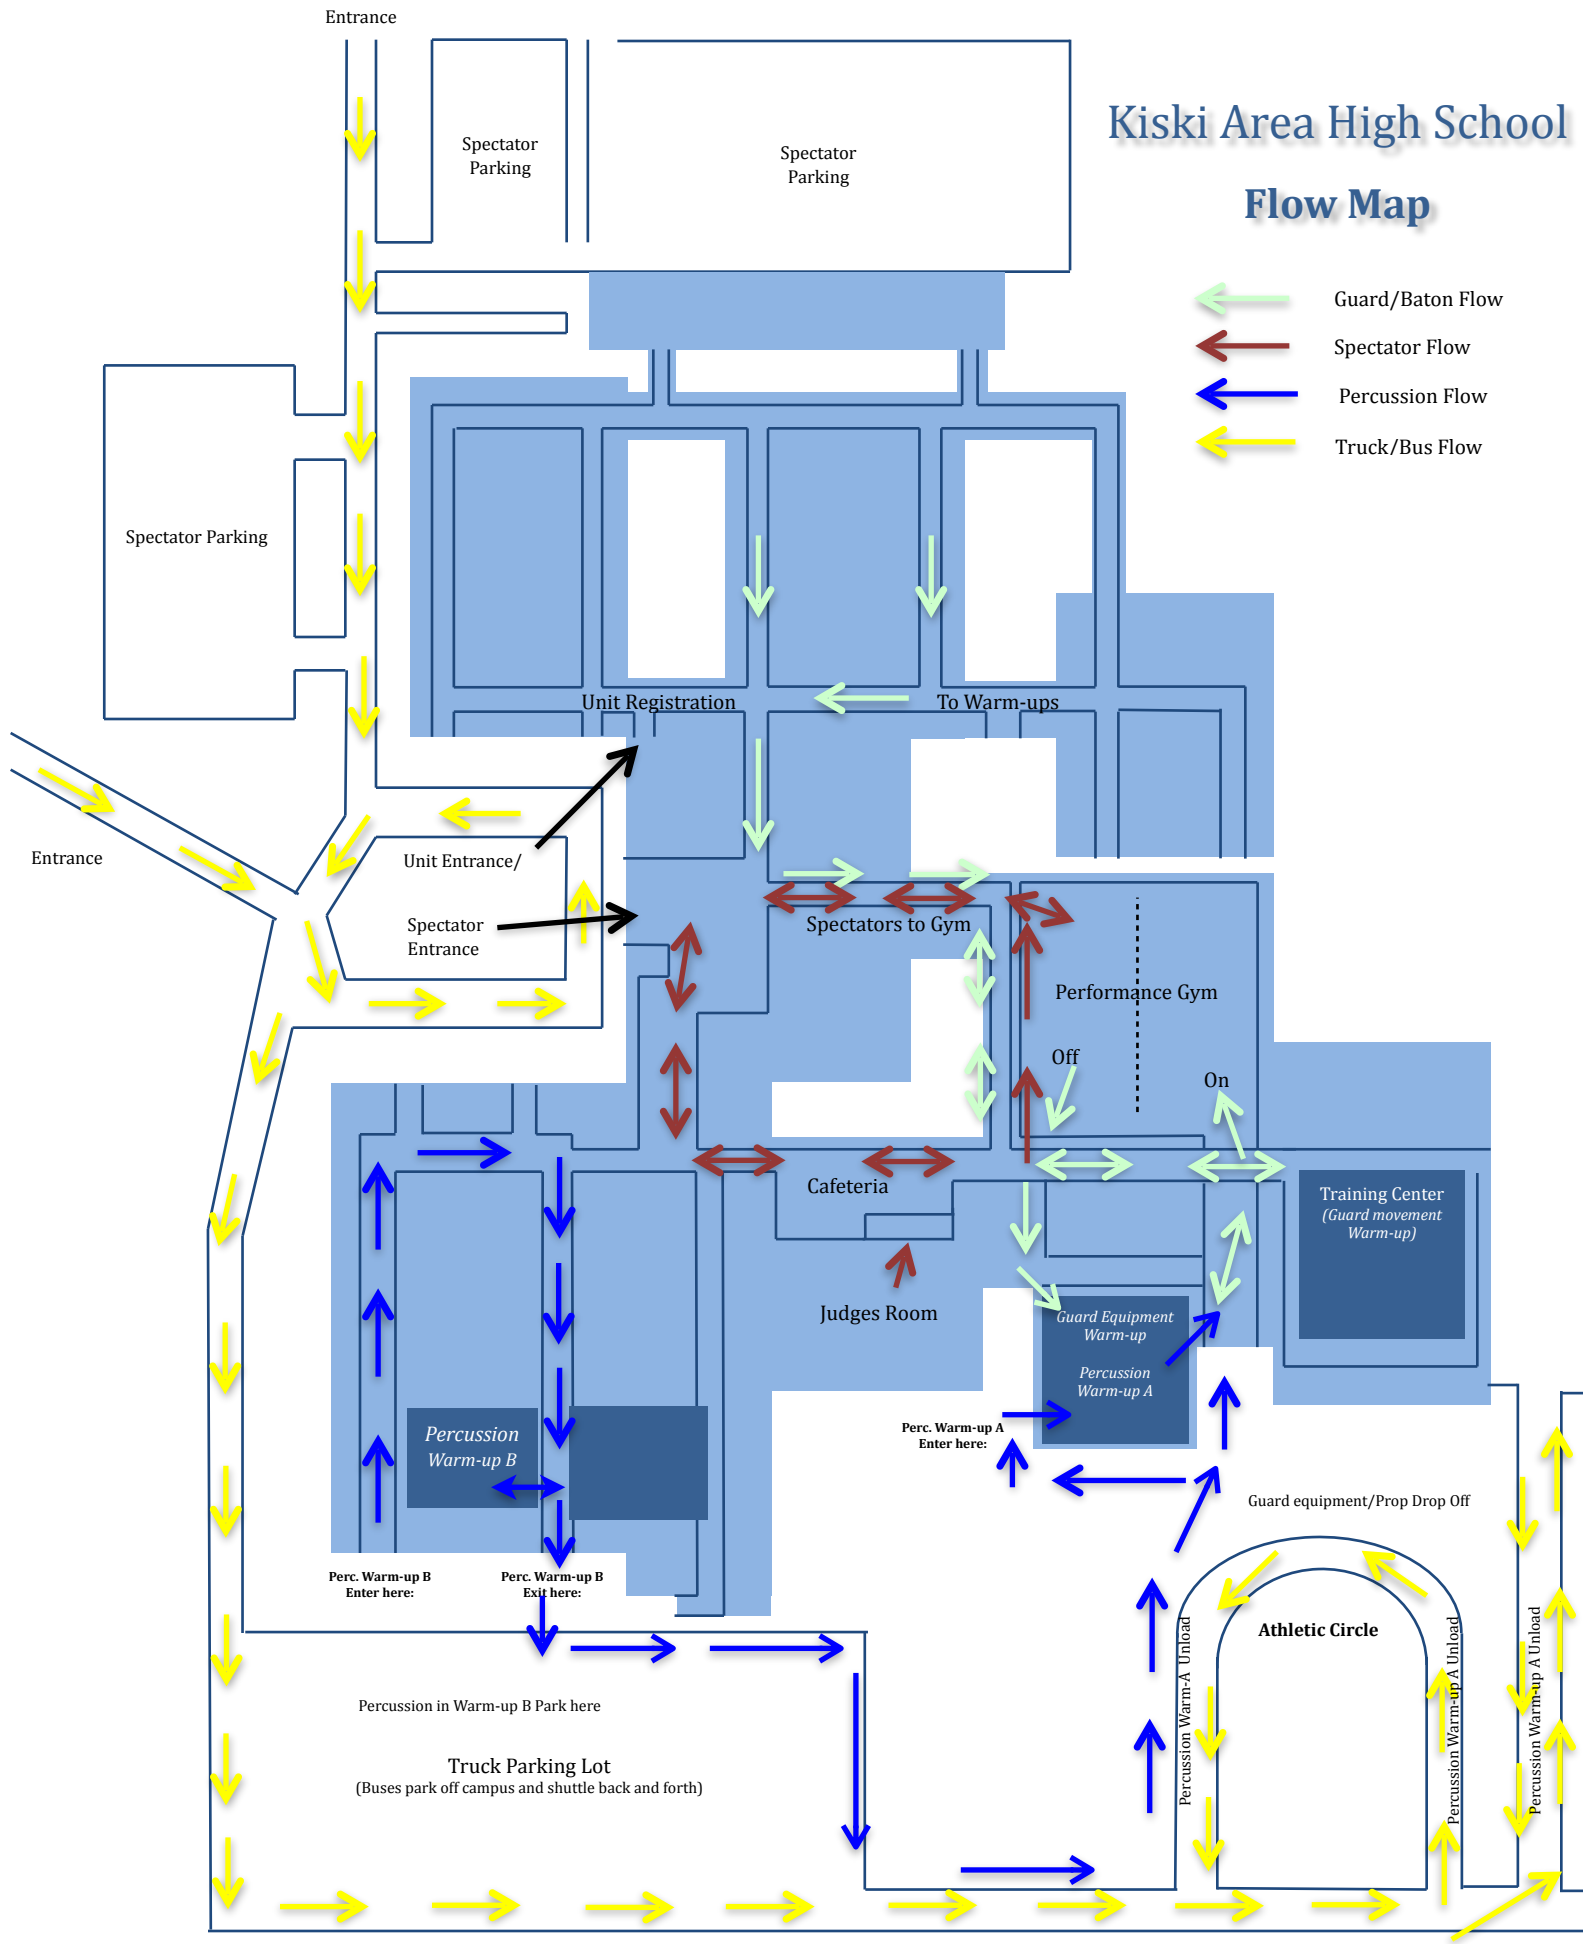 Entrance
Spectator
Parking
Spectator
Parking
Kiski Area High School
Flow Map
Guard/Baton Flow
Spectator Flow
Percussion Flow
Truck/Bus Flow
Spectator Parking
Unit Registration
To Warm-ups
Entrance
Unit Entrance/
Spectator
Entrance
Spectators to Gym
Performance Gym
Off
On
Cafeteria
Training Center
(Guard movement
Warm-up)
Judges Room
Guard Equipment
Warm-up
Percussion
Warm-up A
Percussion
Warm-up B
Perc. Warm-up A
Enter here:
Guard equipment/Prop Drop Off
Perc. Warm-up B
Enter here:
Perc. Warm-up B
Exit here:
Athletic Circle
Percussion Warm-A Unload
Percussion Warm-up A Unload
Percussion Warm-up A Unload
Percussion in Warm-up B Park here
Truck Parking Lot
(Buses park off campus and shuttle back and forth)